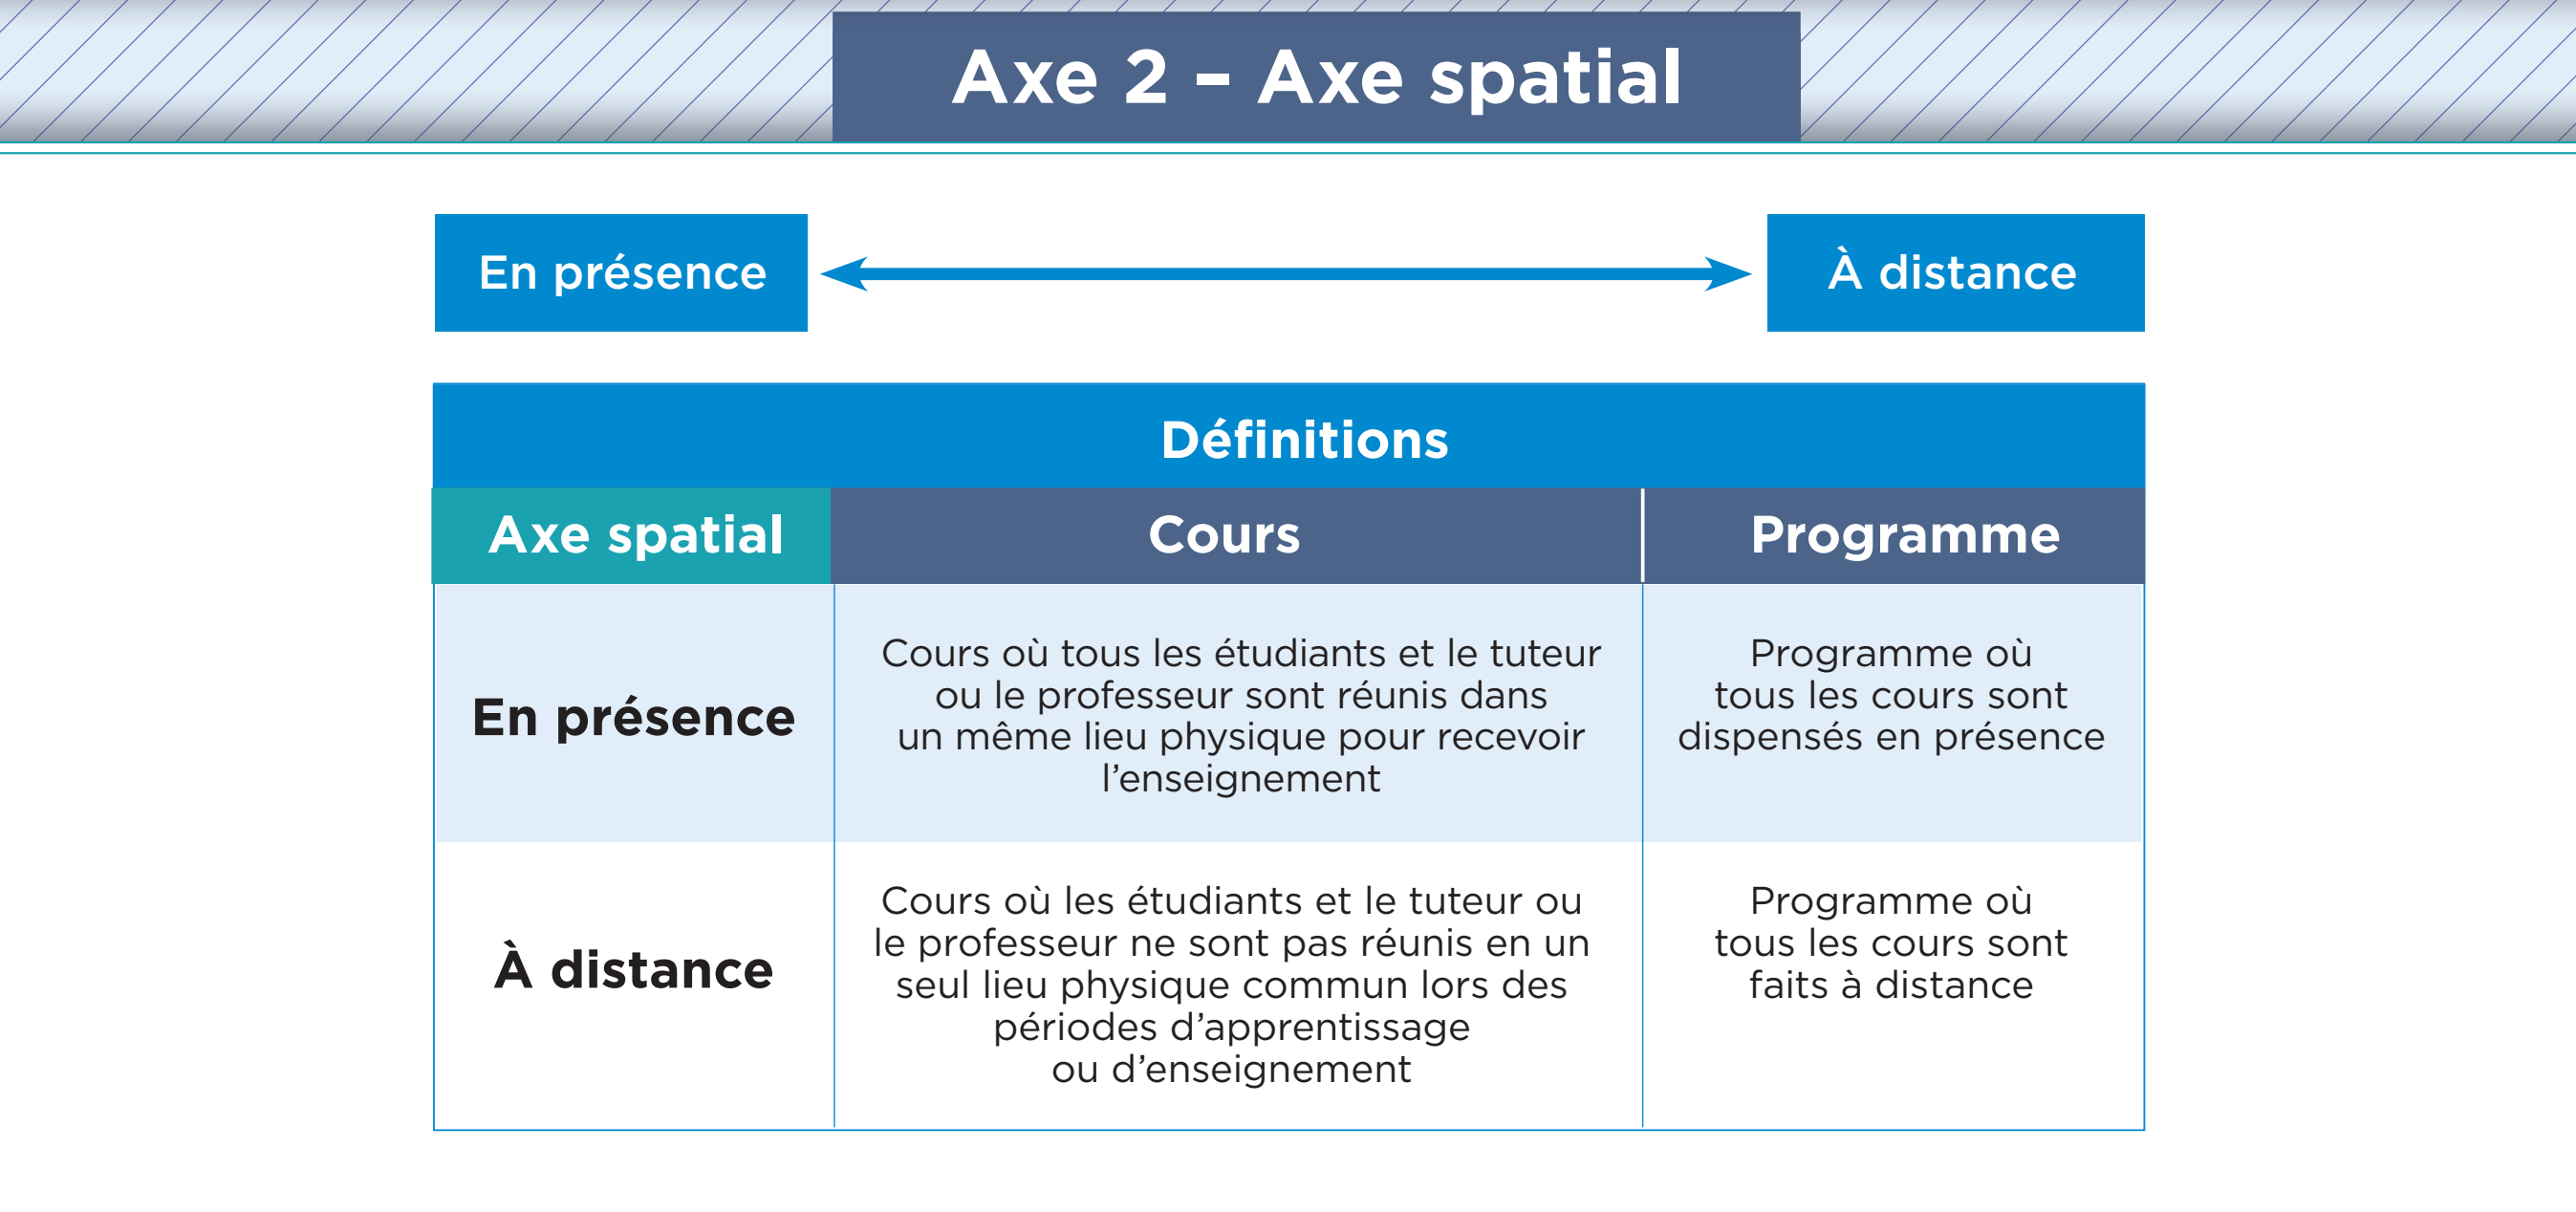 Axe 2 – Axe spatial
En présence
À distance
Définitions
Axe spatial
Cours
Programme
En présence
Cours où tous les étudiants et le tuteur
ou le professeur sont réunis dans
un même lieu physique pour recevoir
l’enseignement
Programme où
tous les cours sont
dispensés en présence
À distance
Cours où les étudiants et le tuteur ou
le professeur ne sont pas réunis en un
seul lieu physique commun lors des
périodes d’apprentissage
ou d’enseignement
Programme où
tous les cours sont
faits à distance